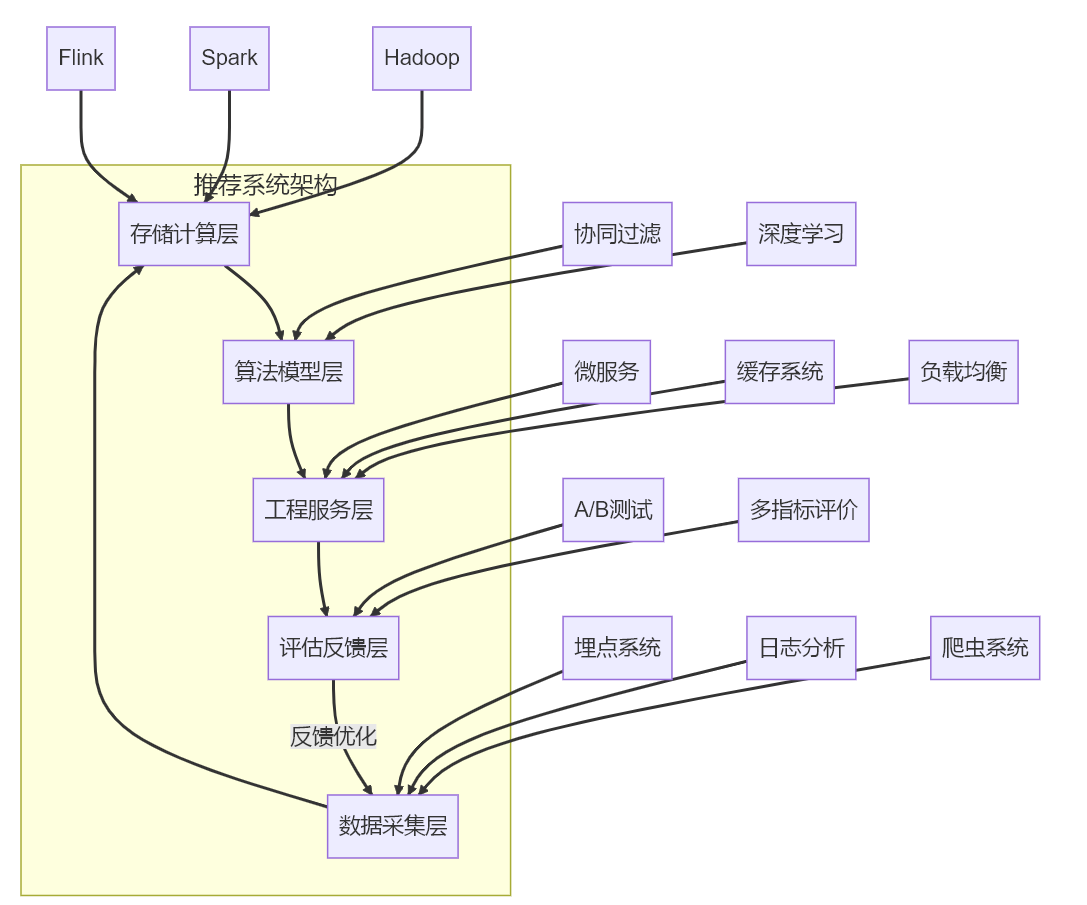 Flink
Spark
Hadoop
推荐系统架构
存储计算层
协同过滤
深度学习
算法模型层
微服务
缓存系统
负载均衡
工程服务层
A/B测试
多指标评价
评估反馈层
埋点系统
日志分析
爬虫系统
反馈优化
数据采集层